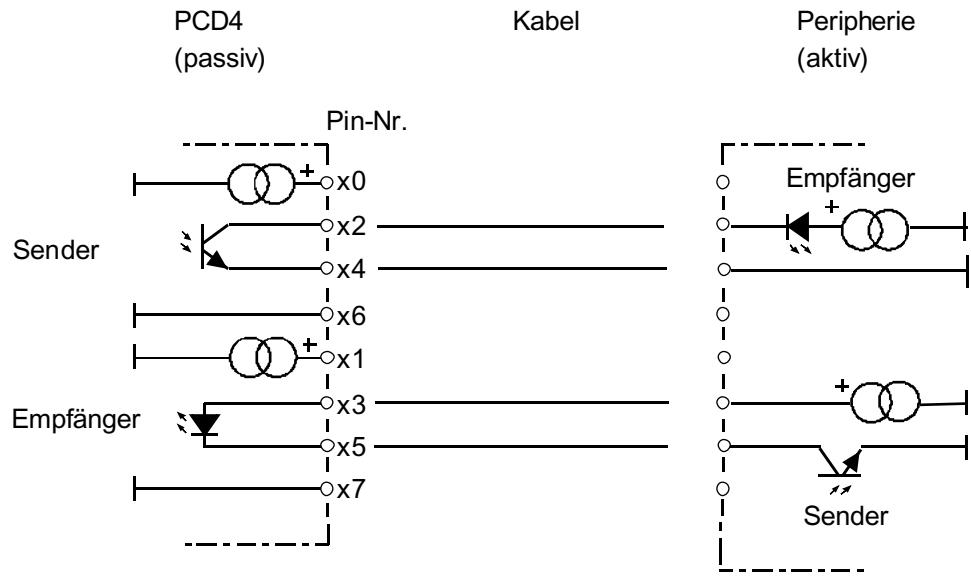 PCD4
(passiv)
Kabel
Peripherie
(aktiv)
Pin-Nr.
+
x0
Empfänger
+
x2
Sender
x4
x6
+
x1
+
x3
Empfänger
x5
x7
Sender